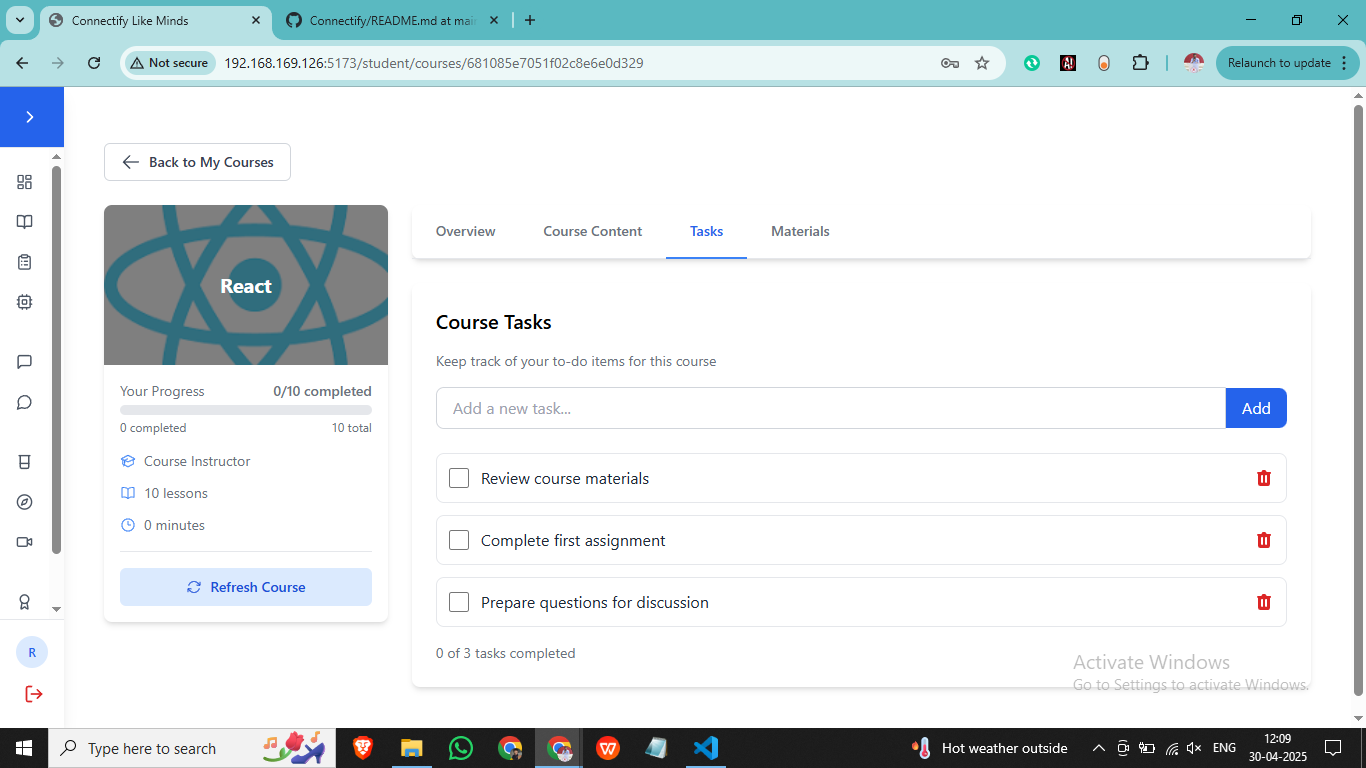 Connectify Like Minds
Connectify/README.md at mai
Not secure
192.168.169.126:5173/student/courses/681085e7051f02c8e6e0d329
Relaunch to update
Back to My Courses
React
Your Progress
0/10 completed
0 completed
10 total
Course Instructor
10 lessons
0 minutes
Refresh Course
Overview
Course Content
Tasks
Materials
Course Tasks
Keep track of your to-do items for this course
Add a new task...
Add
Review course materials
Complete first assignment
Prepare questions for discussion
0 of 3 tasks completed
R
Activate Windows
Go to Settings to activate Windows.
Type here to search
Hot weather outside
ENG
12:09
30-04-2025